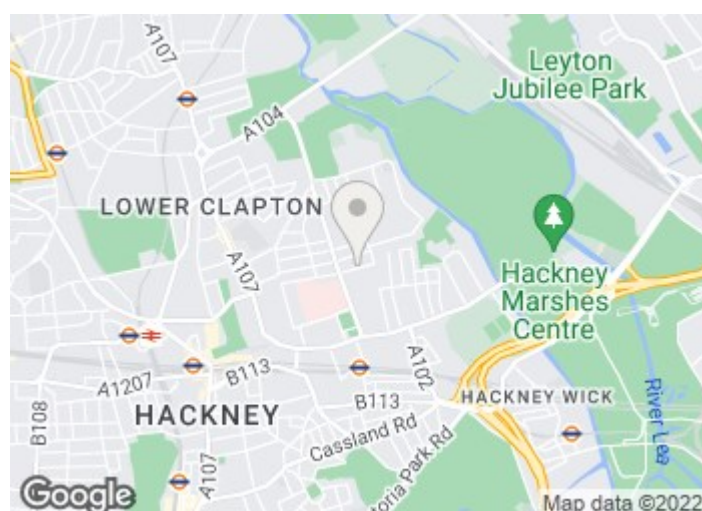 A107
Leyton
Jubilee Park
A104
LOWER CLAPTON
A107
Hackney
Marshes
Centre
A102
B113
A1207
B113
HACKNEY WICK
B108
HACKNEY
Cassland Rd
River Lea
A107
toria Park Rd
Google
Map data ©2022